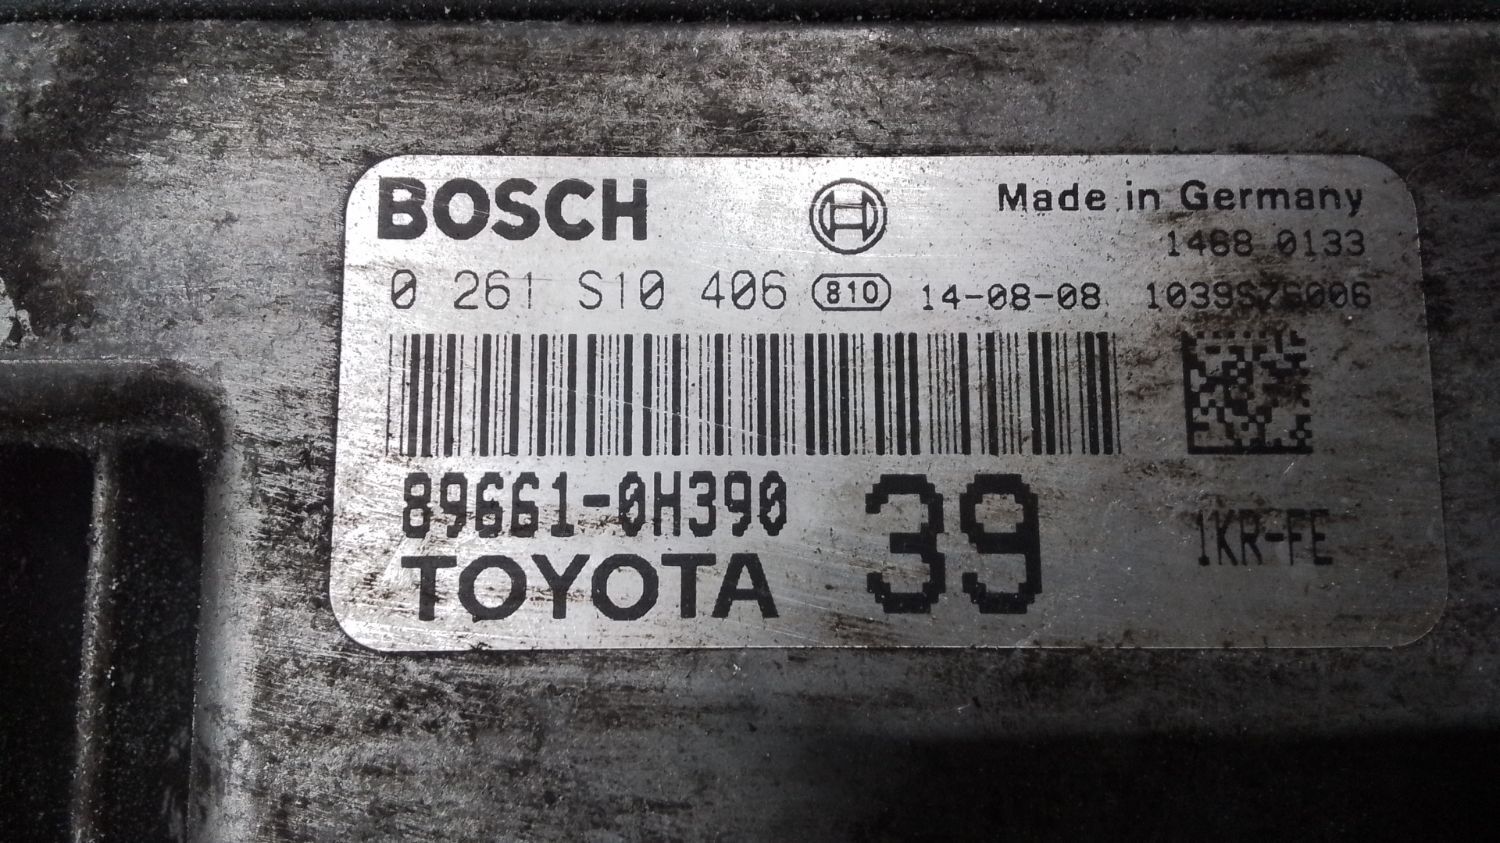 BOSCH
Made in Germany
1468 0133
0 261 S10 406 810 14-08-08 1039S76006
89661-0H390
39
1KR-FE
TOYOTA